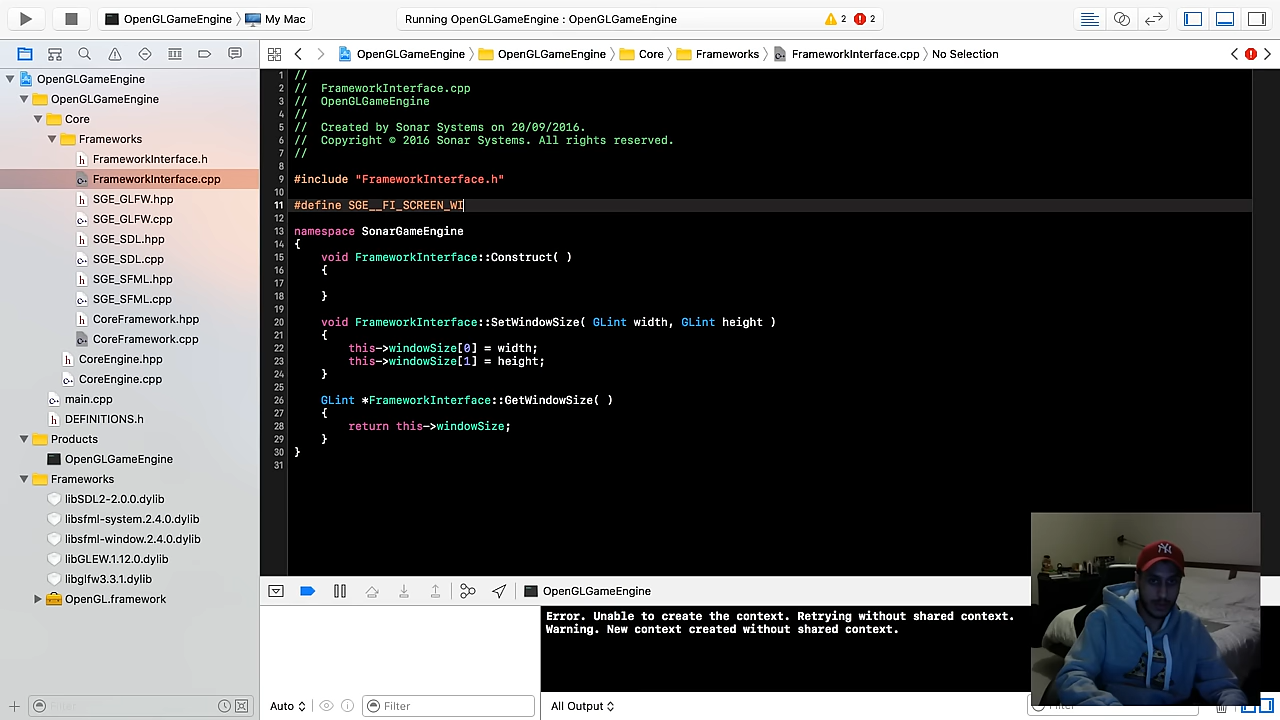 OpenGLGameEngine My Mac Running OpenGLGameEngine : OpenGLGameEngine 2 2
OpenGLGameEngine OpenGLGameEngine Core Frameworks FrameworkInterface.cpp No Selection
OpenGLGameEngine
OpenGLGameEngine
Core
Frameworks
FrameworkInterface.h
FrameworkInterface.cpp
SGE_GLFW.hpp
SGE_GLFW.cpp
SGE_SDL.hpp
SGE_SDL.cpp
SGE_SFML.hpp
SGE_SFML.cpp
CoreFramework.hpp
CoreFramework.cpp
CoreEngine.hpp
CoreEngine.cpp
main.cpp
DEFINITIONS.h
Products
OpenGLGameEngine
Frameworks
libSDL2-2.0.0.dylib
libsfml-system.2.4.0.dylib
libsfml-window.2.4.0.dylib
libGLEW.1.12.0.dylib
libglfw3.3.1.dylib
OpenGL.framework
Filter
1 //
2 // FrameworkInterface.cpp
3 // OpenGLGameEngine
4 //
5 // Created by Sonar Systems on 20/09/2016.
6 // Copyright © 2016 Sonar Systems. All rights reserved.
7 //
8
9 #include "FrameworkInterface.h"
10
11 #define SGE__FI_SCREEN_WI
12
13 namespace SonarGameEngine
14 {
15 void FrameworkInterface::Construct( )
16 {
17
18 }
19
20 void FrameworkInterface::SetWindowSize( GLint width, GLint height )
21 {
22 this->windowSize[0] = width;
23 this->windowSize[1] = height;
24 }
25
26 GLint *FrameworkInterface::GetWindowSize( )
27 {
28 return this->windowSize;
29 }
30 }
31
OpenGLGameEngine
Error. Unable to create the context. Retrying without shared context.
Warning. New context created without shared context.
Auto Filter
All Output Filter